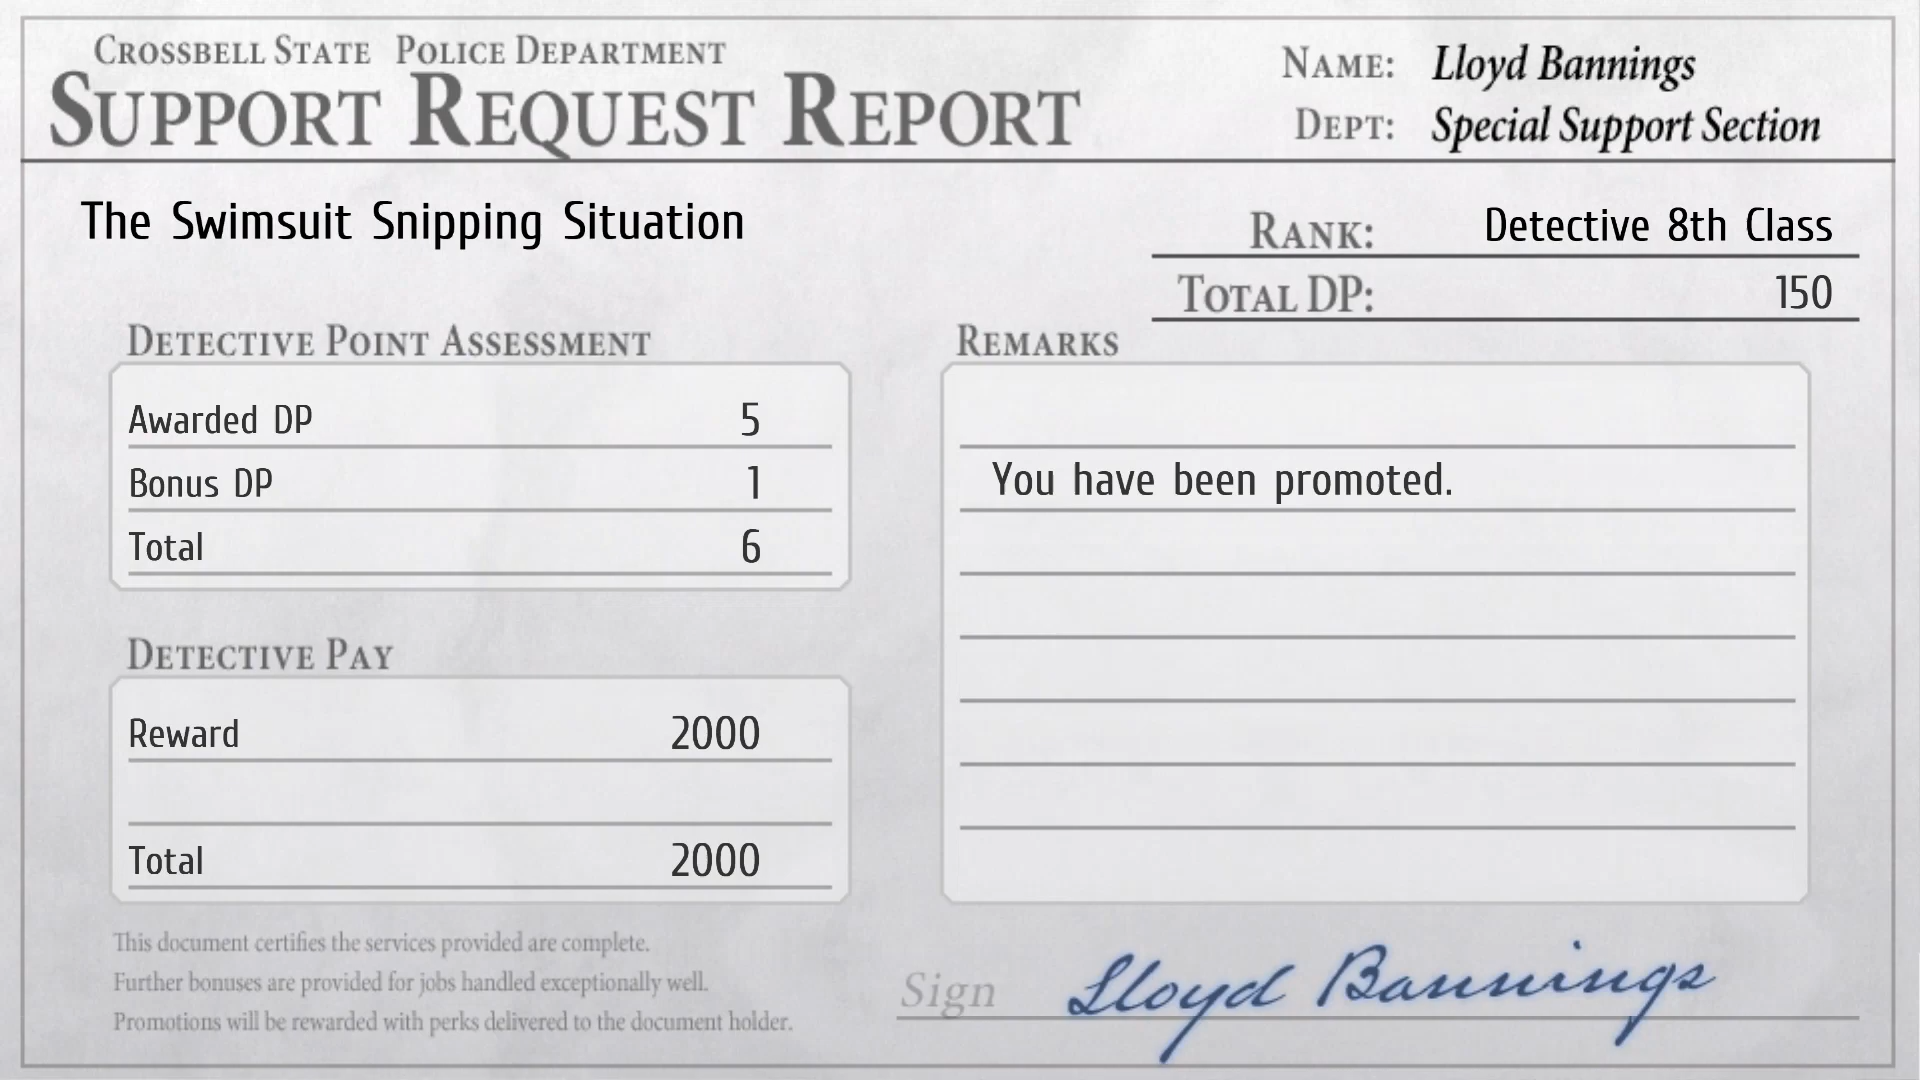 Crossbell State Police Department
Support Request Report
Name: Lloyd Bannings
Dept: Special Support Section
The Swimsuit Snipping Situation
Rank: Detective 8th Class
Total DP: 150
Detective Point Assessment
Awarded DP 5
Bonus DP 1
Total 6
Detective Pay
Reward 2000
Total 2000
Remarks
You have been promoted.
This document certifies the services provided are complete.
Further bonuses are provided for jobs handled exceptionally well.
Promotions will be rewarded with perks delivered to the document holder.
Sign Lloyd Bannings